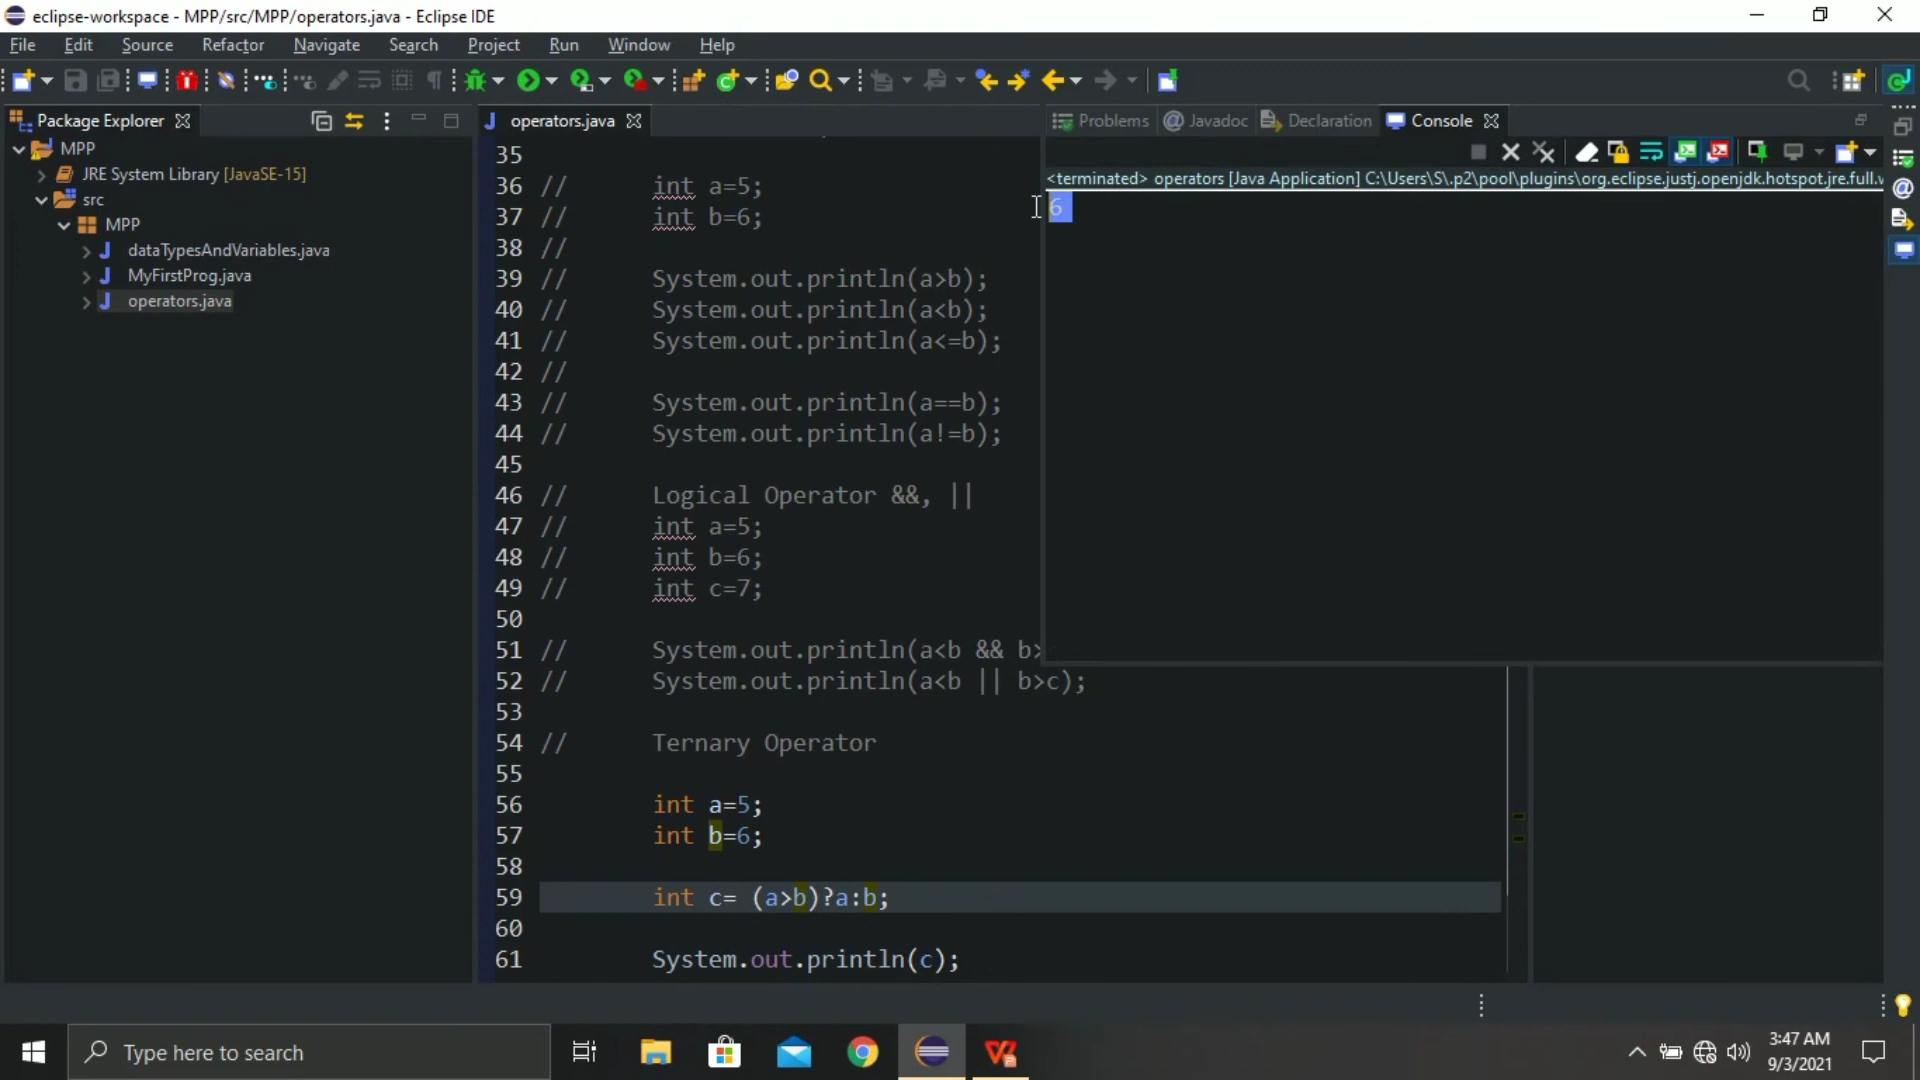 eclipse-workspace - MPP/src/MPP/operators.java - Eclipse IDE
File Edit Source Refactor Navigate Search Project Run Window Help
Package Explorer
MPP
JRE System Library [JavaSE-15]
src
MPP
dataTypesAndVariables.java
MyFirstProg.java
operators.java
operators.java
35
36 // int a=5;
37 // int b=6;
38 //
39 // System.out.println(a>b);
40 // System.out.println(a<b);
41 // System.out.println(a<=b);
42 //
43 // System.out.println(a==b);
44 // System.out.println(a!=b);
45
46 // Logical Operator &&, ||
47 // int a=5;
48 // int b=6;
49 // int c=7;
50
51 // System.out.println(a<b && b>
52 // System.out.println(a<b || b>c);
53
54 // Ternary Operator
55
56 int a=5;
57 int b=6;
58
59 int c= (a>b)?a:b;
60
61 System.out.println(c);
Problems @ Javadoc Declaration Console
<terminated> operators [Java Application] C:\Users\S\.p2\pool\plugins\org.eclipse.justj.openjdk.hotspot.jre.full.
6
Type here to search
3:47 AM
9/3/2021